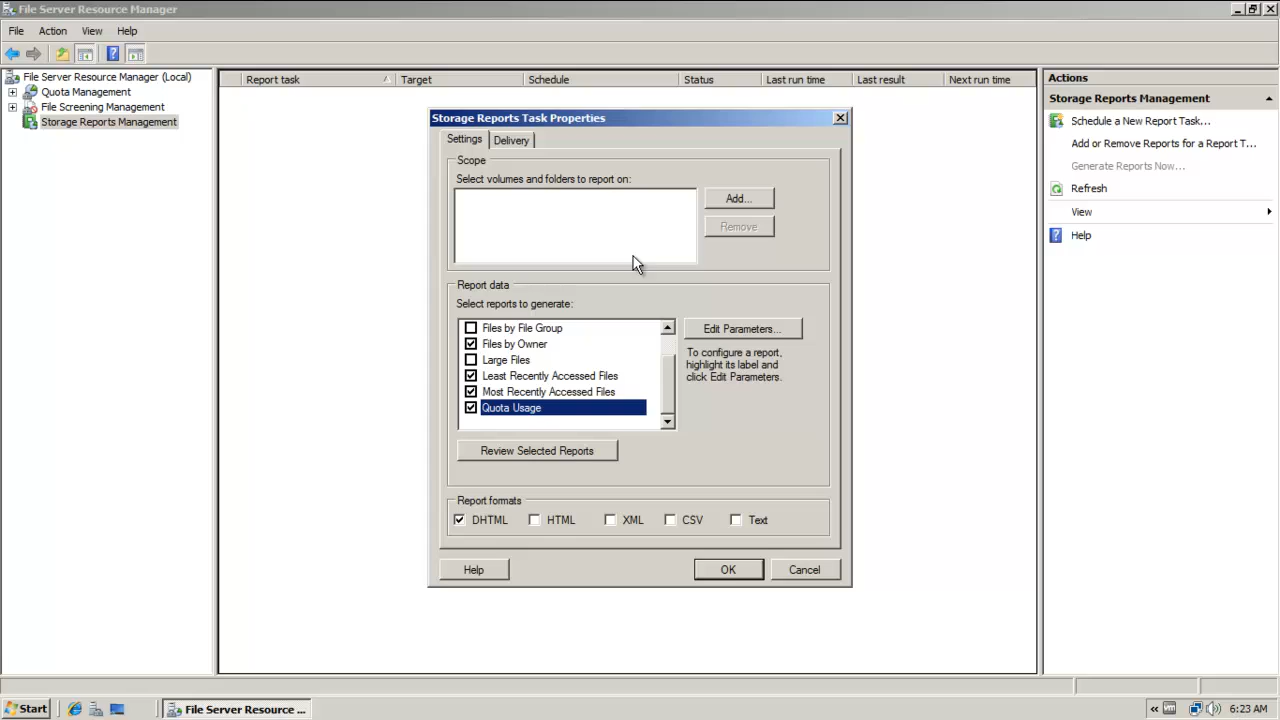 File Server Resource Manager
File Action View Help
File Server Resource Manager (Local)
Quota Management
File Screening Management
Storage Reports Management
Report task Target Schedule Status Last run time Last result Next run time
Storage Reports Task Properties
Settings Delivery
Scope
Select volumes and folders to report on:
Add...
Remove
Report data
Select reports to generate:
Files by File Group
Files by Owner
Large Files
Least Recently Accessed Files
Most Recently Accessed Files
Quota Usage
Edit Parameters...
To configure a report,
highlight its label and
click Edit Parameters.
Review Selected Reports
Report formats
DHTML HTML XML CSV Text
Help OK Cancel
Actions
Storage Reports Management
Schedule a New Report Task...
Add or Remove Reports for a Report T...
Generate Reports Now...
Refresh
View
Help
Start File Server Resource ... 6:23 AM